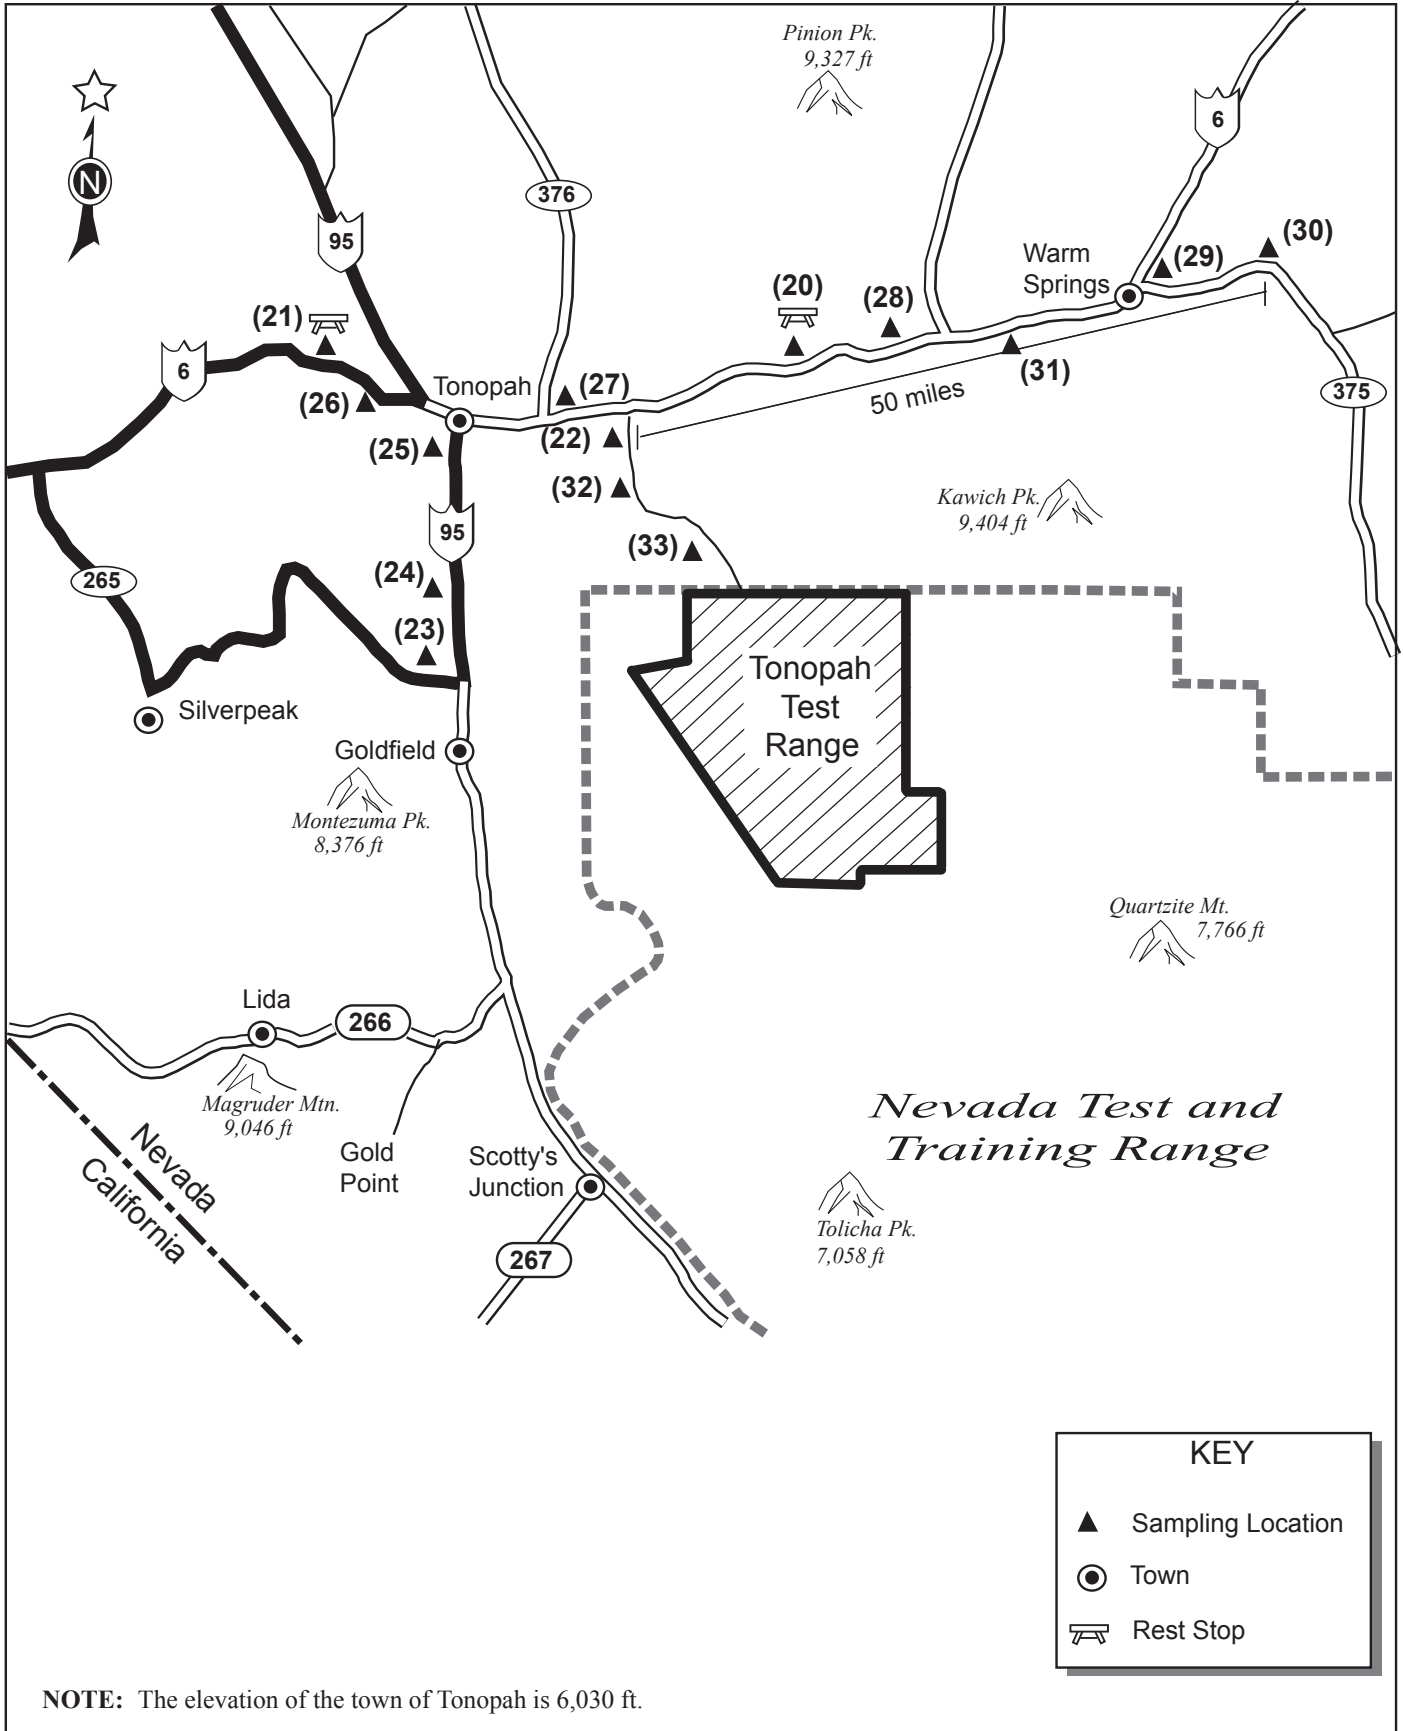 Pinion Pk.
9,327 ft
N
95
376
6
Warm
Springs
(29)
(30)
(20)
(28)
(21)
6
(31)
50 miles
375
Tonopah
(27)
(26)
(22)
(25)
(32)
Kawich Pk.
9,404 ft
95
(33)
265
(24)
(23)
Tonopah
Test
Range
Silverpeak
Goldfield
Montezuma Pk.
8,376 ft
Quartzite Mt.
7,766 ft
Lida
266
Magruder Mtn.
9,046 ft
Nevada
California
Gold
Point
Scotty's
Junction
267
Nevada Test and
Training Range
Tolicha Pk.
7,058 ft
KEY
Sampling Location
Town
Rest Stop
NOTE: The elevation of the town of Tonopah is 6,030 ft.